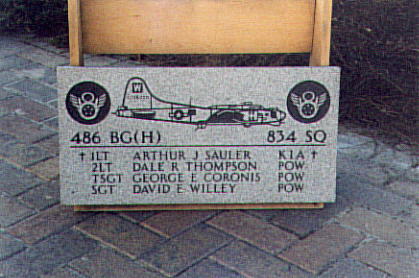 W
486 BG(H) 834 SQ
† 1LT ARTHUR J SAULER KIA †
2LT DALE R THOMPSON POW
TSGT GEORGE E CORONIS POW
SGT DAVID E WILLEY POW